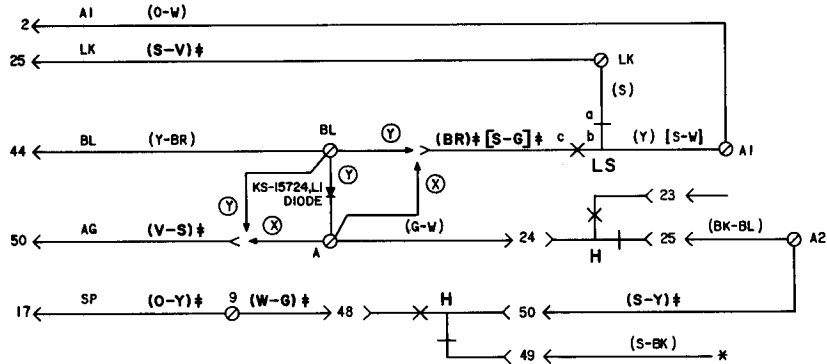 2 A1 (O-W)
25 LK (S-V)‡ LK
(S)
a
44 BL (Y-BR) BL Y (BR)‡ [S-G]‡ c b (Y) [S-W] A1
LS
Y KS-15724,L1 DIODE Y X 23
50 AG (V-S)‡ X A (G-W) 24 H 25 (BK-BL) A2
17 SP (O-Y)‡ 9 (W-G)‡ 48 H 50 (S-Y)‡
49 (S-BK) *